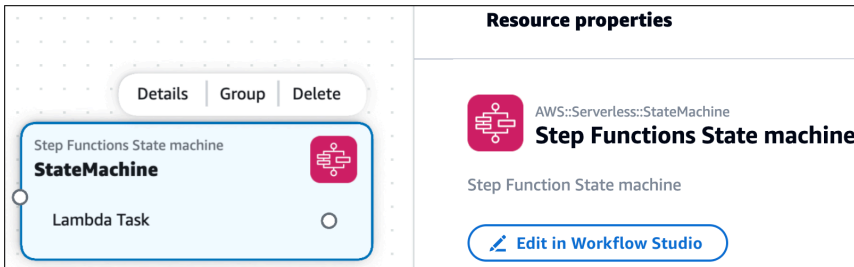 Resource properties
Details
Group
Delete
Step Functions State machine
StateMachine
Lambda Task
AWS::Serverless::StateMachine
Step Functions State machine
Step Function State machine
Edit in Workflow Studio